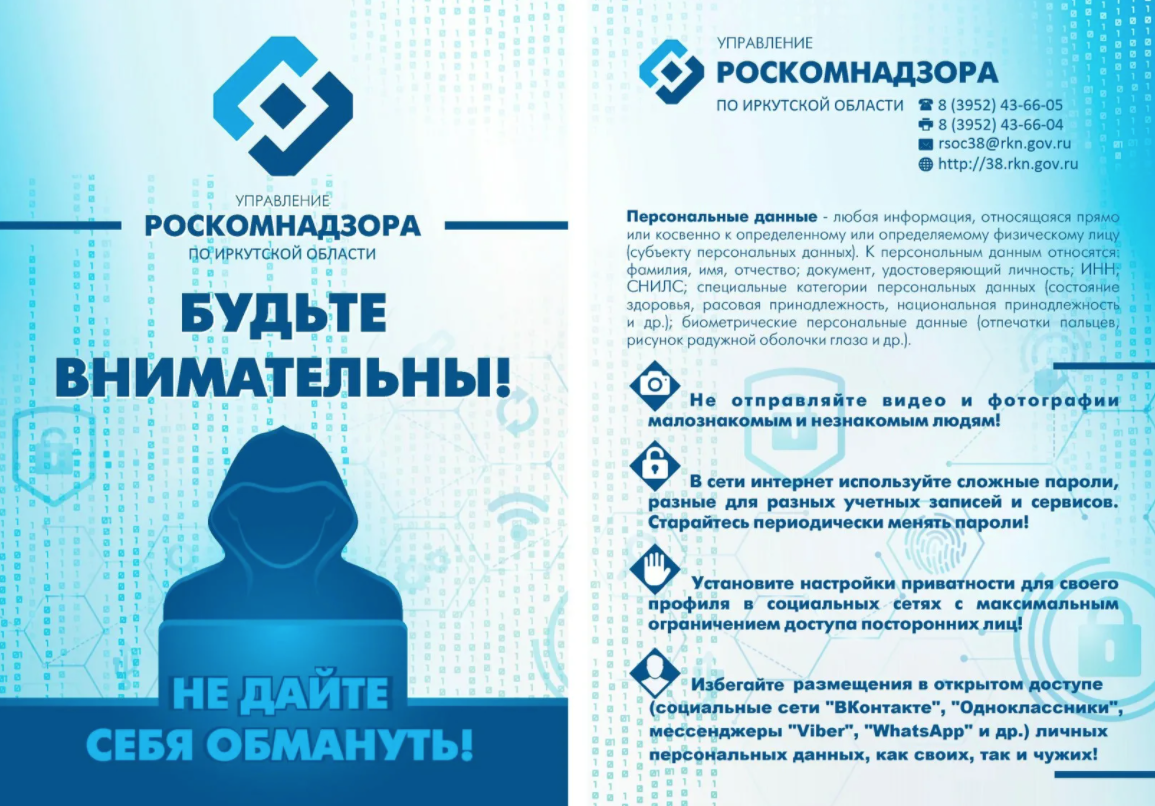 УПРАВЛЕНИЕ
РОСКОМНАДЗОРА
ПО ИРКУТСКОЙ ОБЛАСТИ
БУДЬТЕ
ВНИМАТЕЛЬНЫ!
НЕ ДАЙТЕ
СЕБЯ ОБМАНУТЬ!
УПРАВЛЕНИЕ
РОСКОМНАДЗОРА
ПО ИРКУТСКОЙ ОБЛАСТИ 8 (3952) 43-66-05
8 (3952) 43-66-04
rsoc38@rkn.gov.ru
http://38.rkn.gov.ru
Персональные данные - любая информация, относящаяся прямо
или косвенно к определенному или определяемому физическому лицу
(субъекту персональных данных). К персональным данным относятся:
фамилия, имя, отчество; документ, удостоверяющий личность; ИНН,
СНИЛС; специальные категории персональных данных (состояние
здоровья, расовая принадлежность, национальная принадлежность
и др.); биометрические персональные данные (отпечатки пальцев,
рисунок радужной оболочки глаза и др.).
Не отправляйте видео и фотографии
малознакомым и незнакомым людям!
В сети интернет используйте сложные пароли,
разные для разных учетных записей и сервисов.
Старайтесь периодически менять пароли!
Установите настройки приватности для своего
профиля в социальных сетях с максимальным
ограничением доступа посторонних лиц!
Избегайте размещения в открытом доступе
(социальные сети "ВКонтакте", "Одноклассники",
мессенджеры "Viber", "WhatsApp" и др.) личных
персональных данных, как своих, так и чужих!